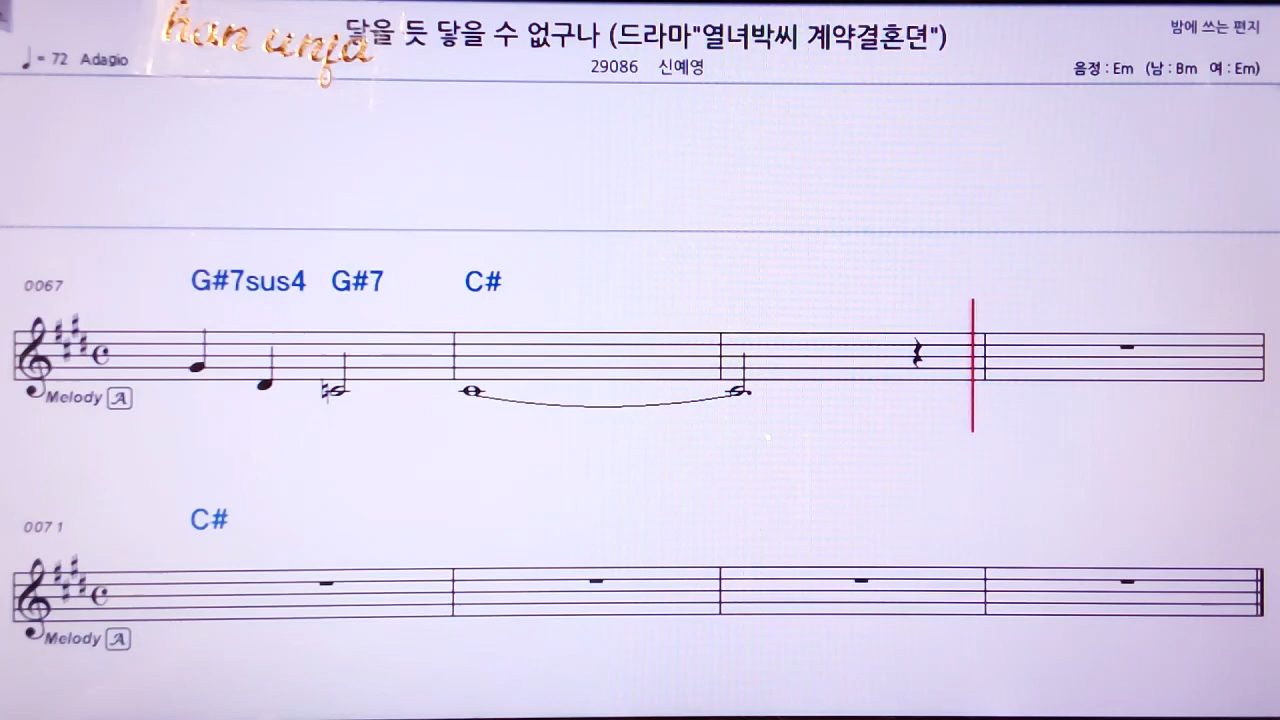 han unja
닿을 듯 닿을 수 없구나 (드라마"열녀박씨 계약결혼뎐")
밤에 쓰는 편지
♩ = 72 Adagio
29086 신예영
음정 : Em (남 : Bm 여 : Em)
0067 G#7sus4 G#7 C#
Melody A
0071 C#
Melody A